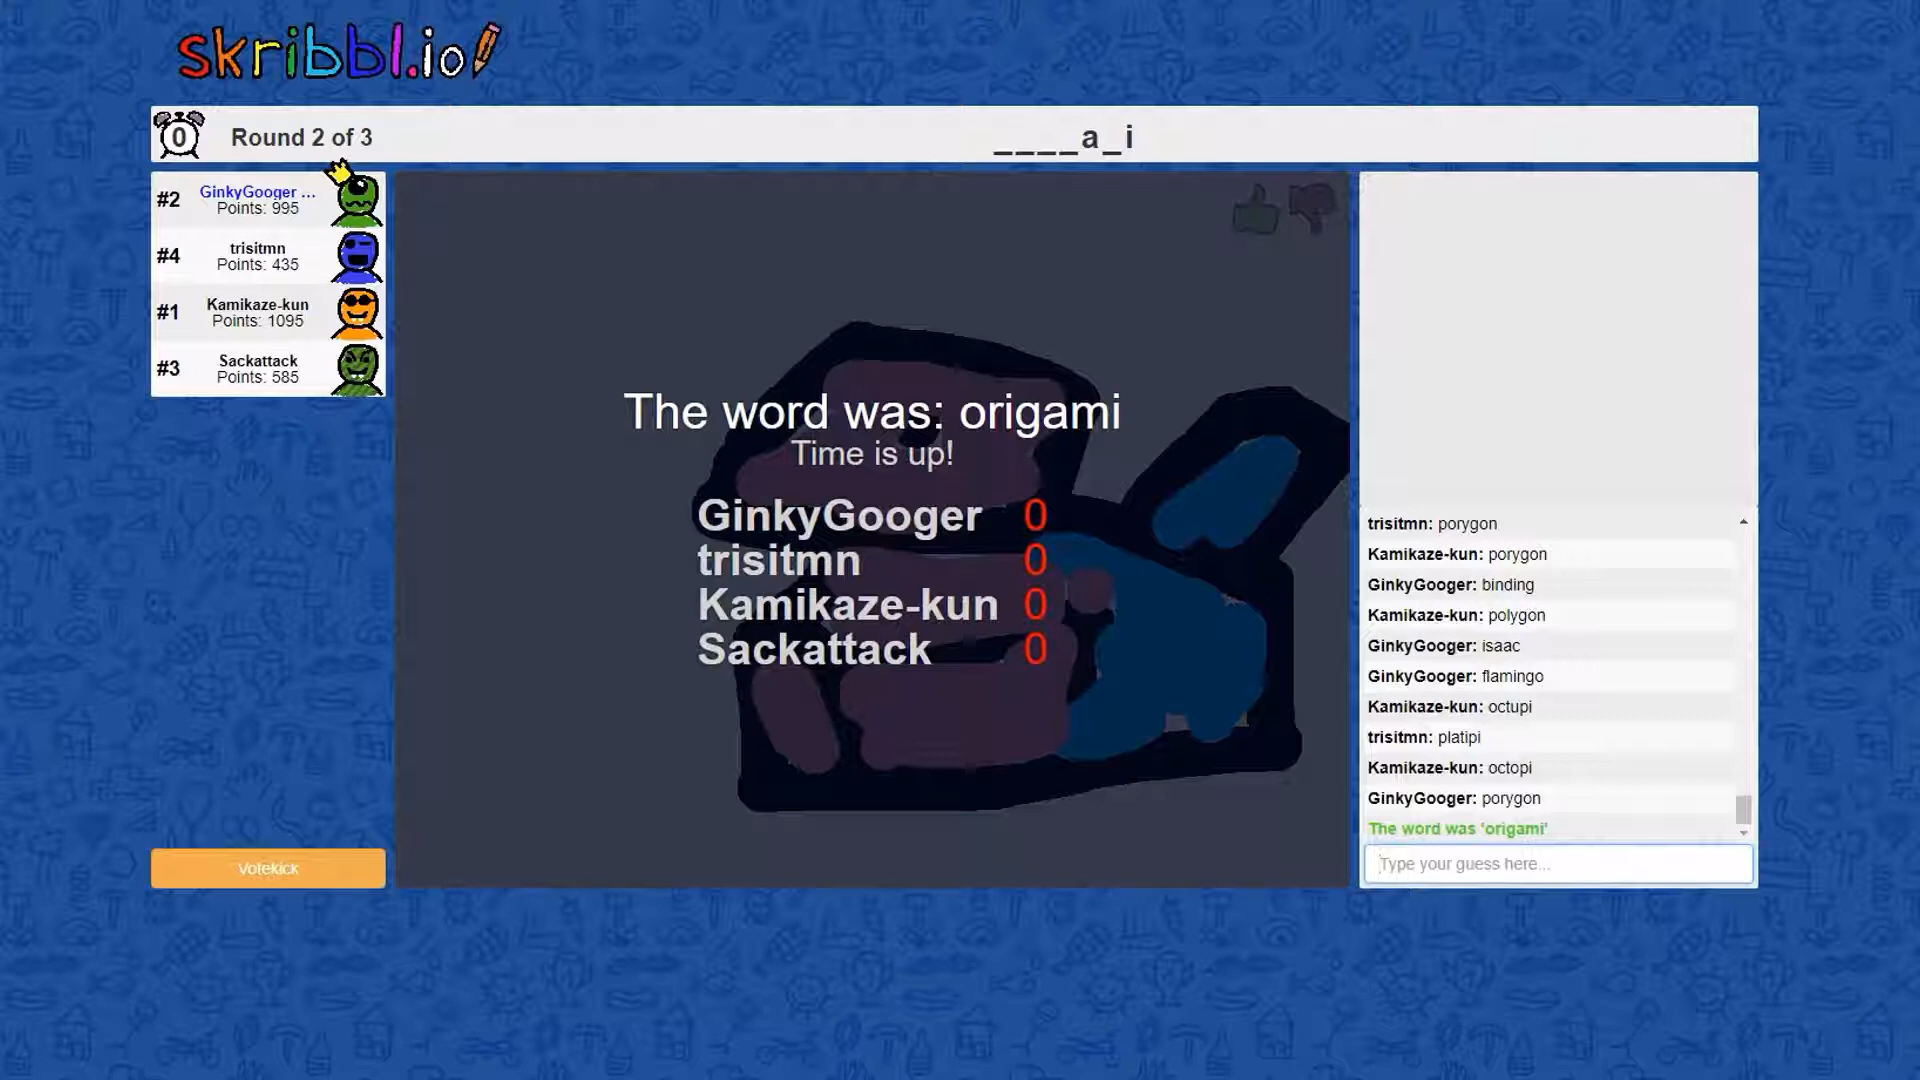 skribbl.io
0
Round 2 of 3
____a_i
#2
GinkyGooger ...
Points: 995
#4
trisitmn
Points: 435
#1
Kamikaze-kun
Points: 1095
#3
Sackattack
Points: 585
Votekick
The word was: origami
Time is up!
GinkyGooger 0
trisitmn 0
Kamikaze-kun 0
Sackattack 0
trisitmn: porygon
Kamikaze-kun: porygon
GinkyGooger: binding
Kamikaze-kun: polygon
GinkyGooger: isaac
GinkyGooger: flamingo
Kamikaze-kun: octupi
trisitmn: platipi
Kamikaze-kun: octopi
GinkyGooger: porygon
The word was 'origami'
Type your guess here...